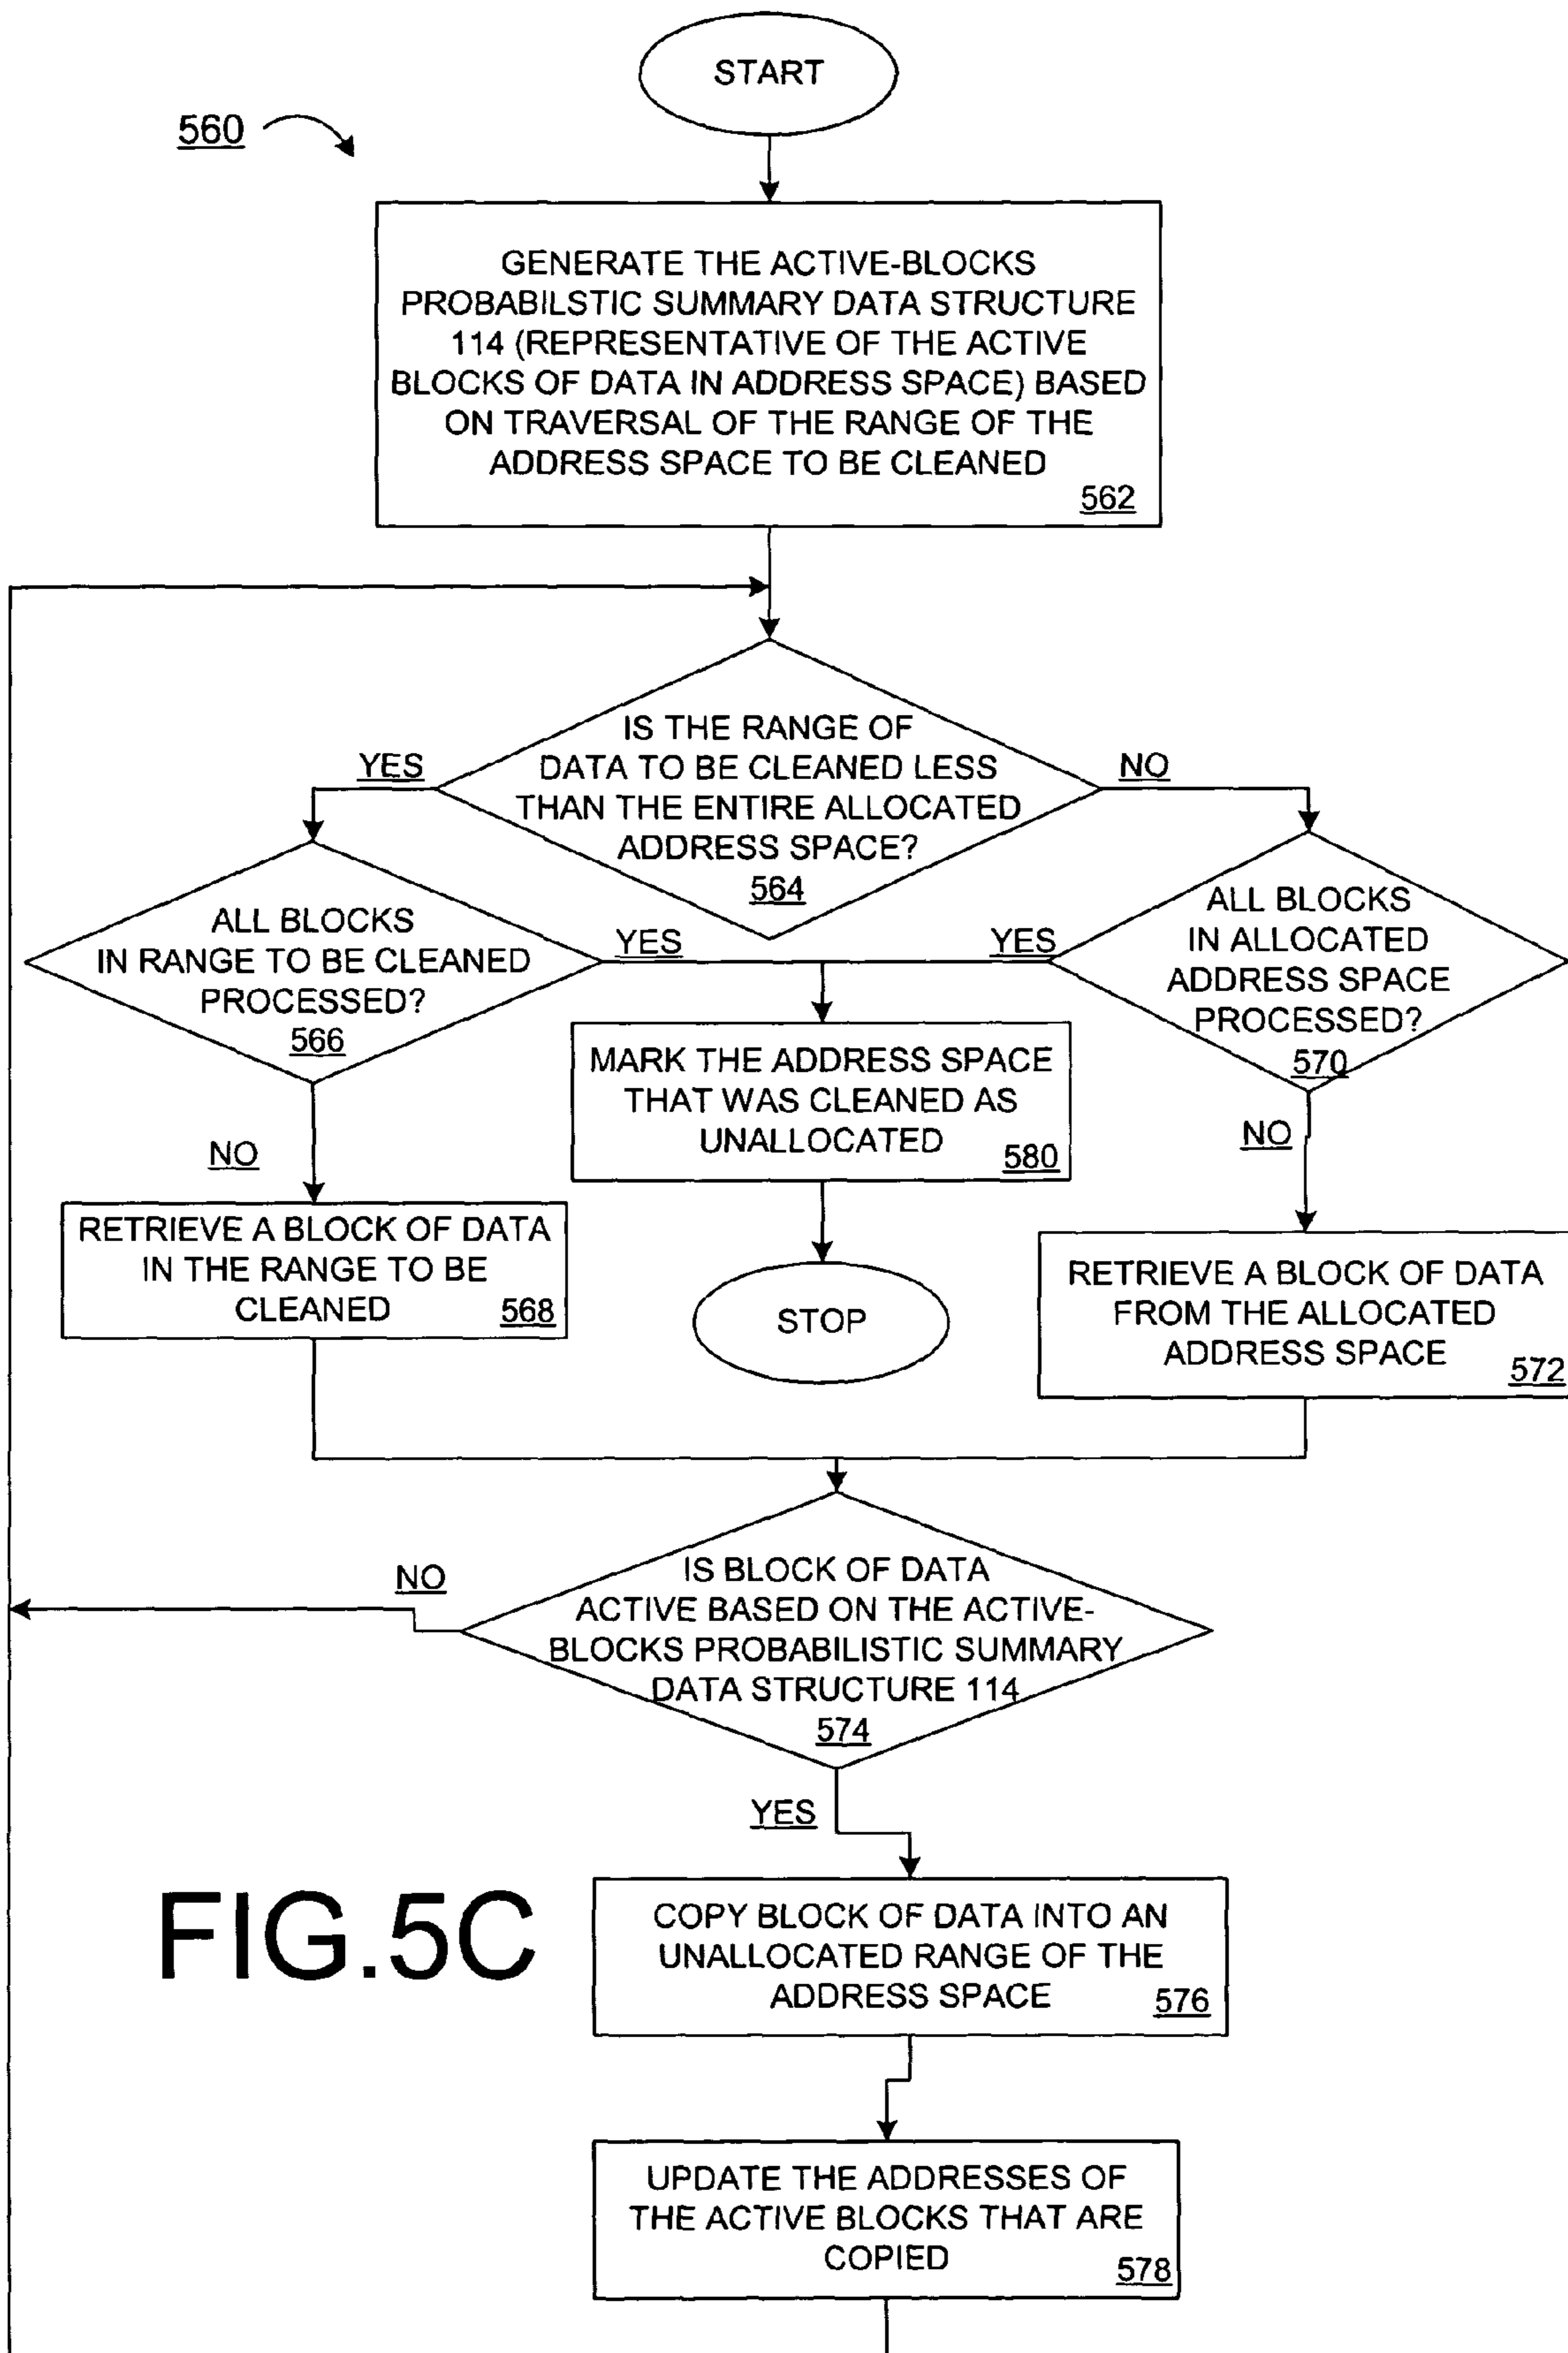 START
560
GENERATE THE ACTIVE-BLOCKS
PROBABILSTIC SUMMARY DATA STRUCTURE
114 (REPRESENTATIVE OF THE ACTIVE
BLOCKS OF DATA IN ADDRESS SPACE) BASED
ON TRAVERSAL OF THE RANGE OF THE
ADDRESS SPACE TO BE CLEANED
562
IS THE RANGE OF
DATA TO BE CLEANED LESS
THAN THE ENTIRE ALLOCATED
ADDRESS SPACE?
564
YES
NO
ALL BLOCKS
IN RANGE TO BE CLEANED
PROCESSED?
566
YES
YES
ALL BLOCKS
IN ALLOCATED
ADDRESS SPACE
PROCESSED?
570
MARK THE ADDRESS SPACE
THAT WAS CLEANED AS
UNALLOCATED
580
NO
NO
RETRIEVE A BLOCK OF DATA
IN THE RANGE TO BE
CLEANED
568
STOP
RETRIEVE A BLOCK OF DATA
FROM THE ALLOCATED
ADDRESS SPACE
572
IS BLOCK OF DATA
ACTIVE BASED ON THE ACTIVE-
BLOCKS PROBABILISTIC SUMMARY
DATA STRUCTURE 114
574
NO
YES
COPY BLOCK OF DATA INTO AN
UNALLOCATED RANGE OF THE
ADDRESS SPACE
576
FIG.5C
UPDATE THE ADDRESSES OF
THE ACTIVE BLOCKS THAT ARE
COPIED
578